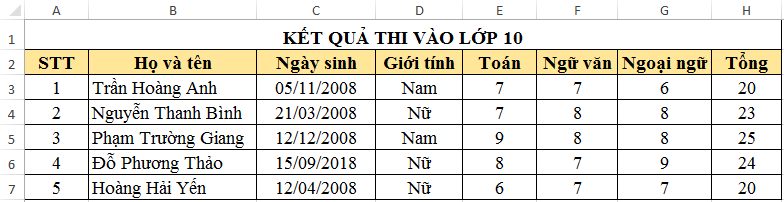 A B C D E F G H
1 KẾT QUẢ THI VÀO LỚP 10
2 STT Họ và tên Ngày sinh Giới tính Toán Ngữ văn Ngoại ngữ Tổng
3 1 Trần Hoàng Anh 05/11/2008 Nam 7 7 6 20
4 2 Nguyễn Thanh Bình 21/03/2008 Nữ 7 8 8 23
5 3 Phạm Trường Giang 12/12/2008 Nam 9 8 8 25
6 4 Đỗ Phương Thảo 15/09/2018 Nữ 8 7 9 24
7 5 Hoàng Hải Yến 12/04/2008 Nữ 6 7 7 20